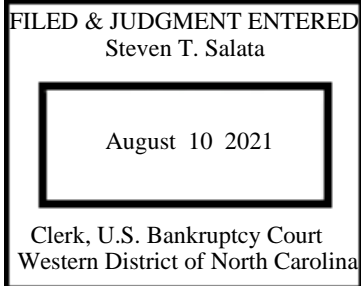 FILED & JUDGMENT ENTERED
Steven T. Salata
August 10 2021
Clerk, U.S. Bankruptcy Court
Western District of North Carolina